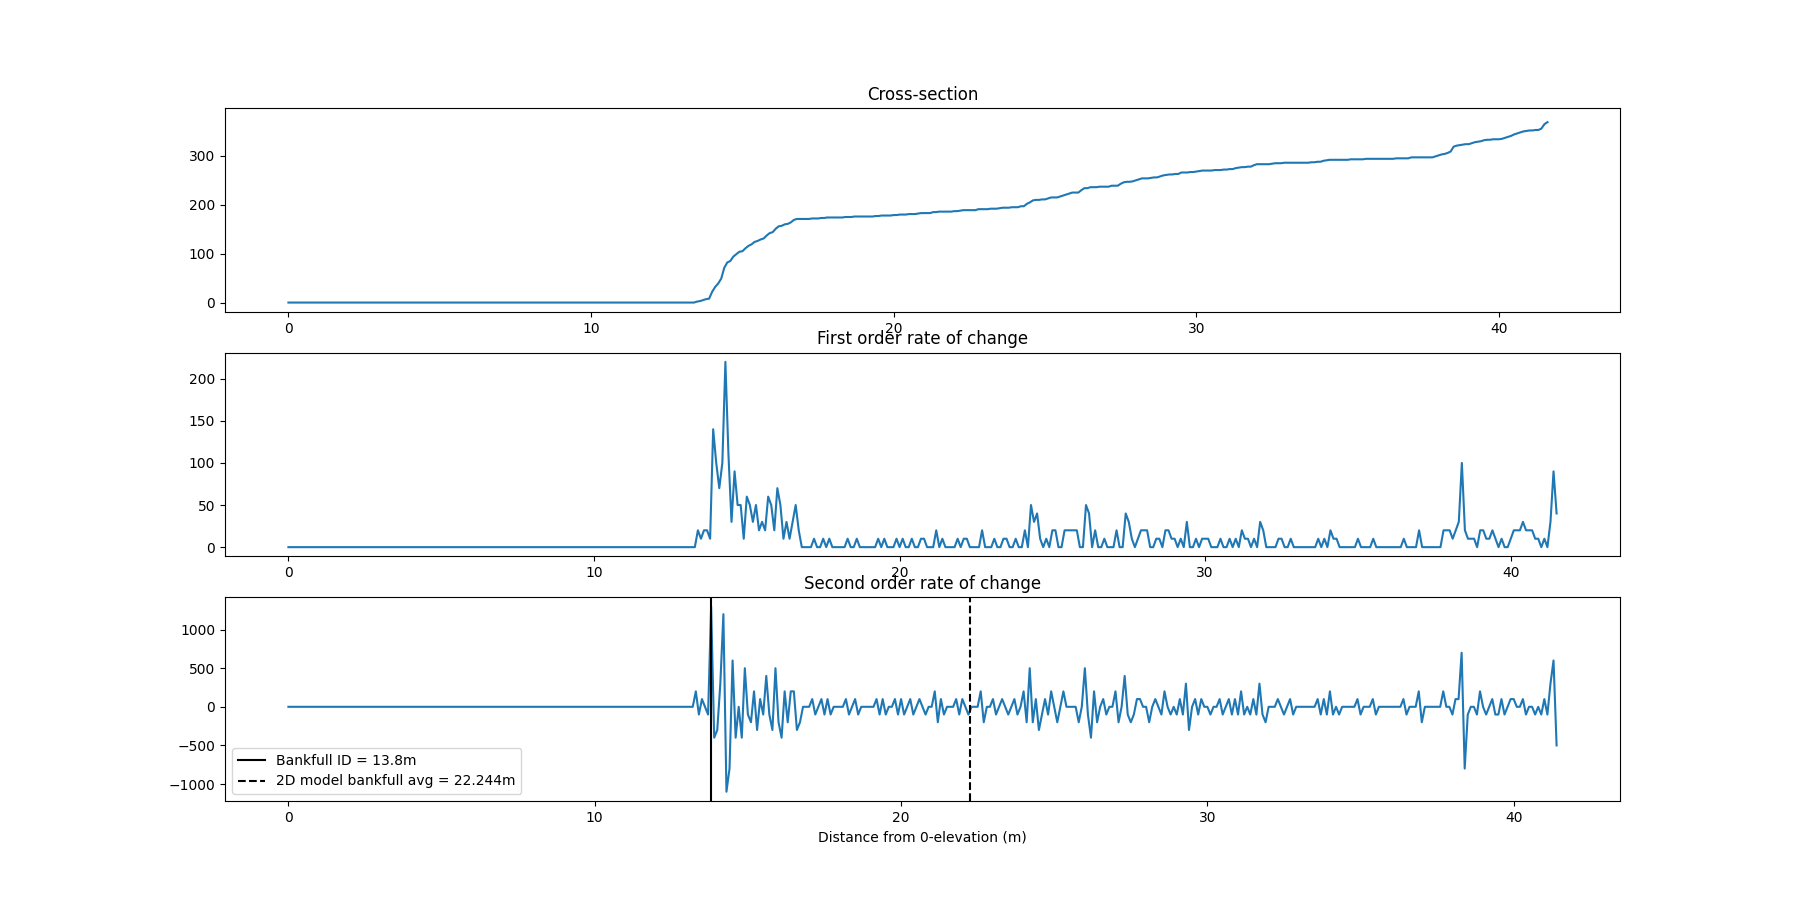 Cross-section
300
200
100
0
0 10 20 30 40
First order rate of change
200
150
100
50
0
0 10 20 30 40
Second order rate of change
1000
500
0
−500
−1000
Bankfull ID = 13.8m
2D model bankfull avg = 22.244m
0 10 20 30 40
Distance from 0-elevation (m)